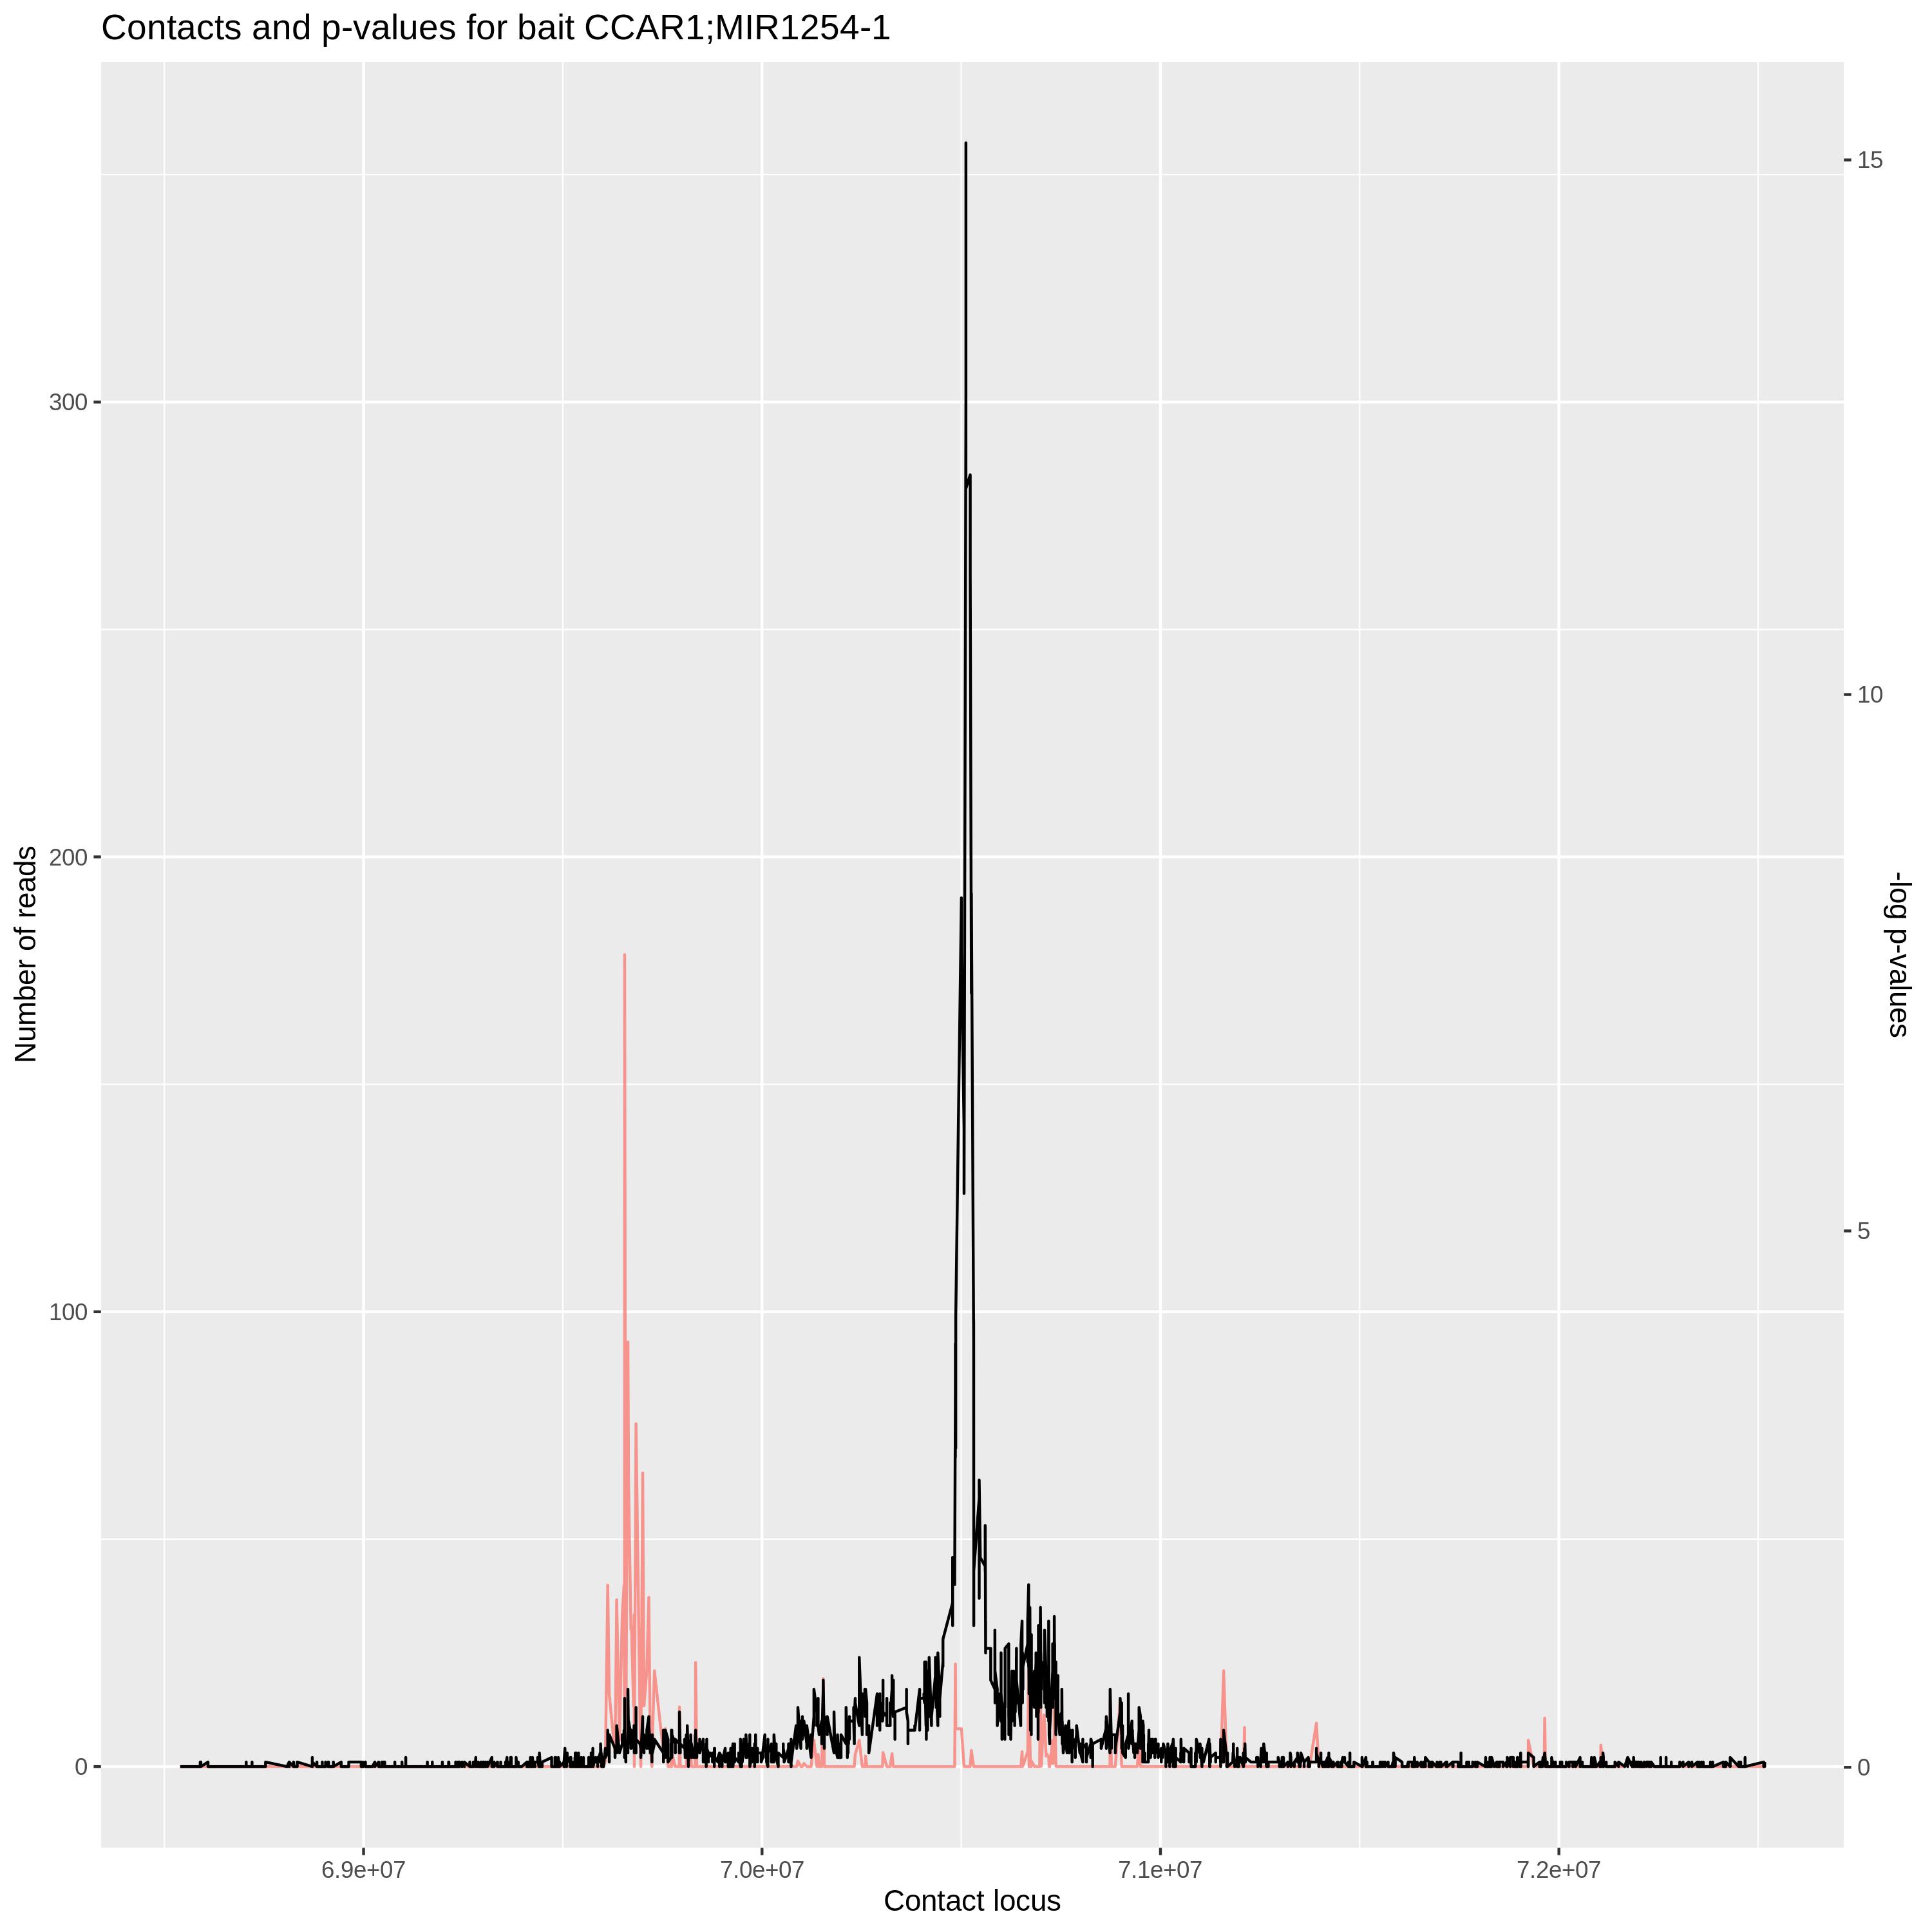 Contacts and p-values for bait CCAR1;MIR1254-1
300
200
100
0
Number of reads
15
10
5
0
-log p-values
6.9e+07 7.0e+07 7.1e+07 7.2e+07
Contact locus